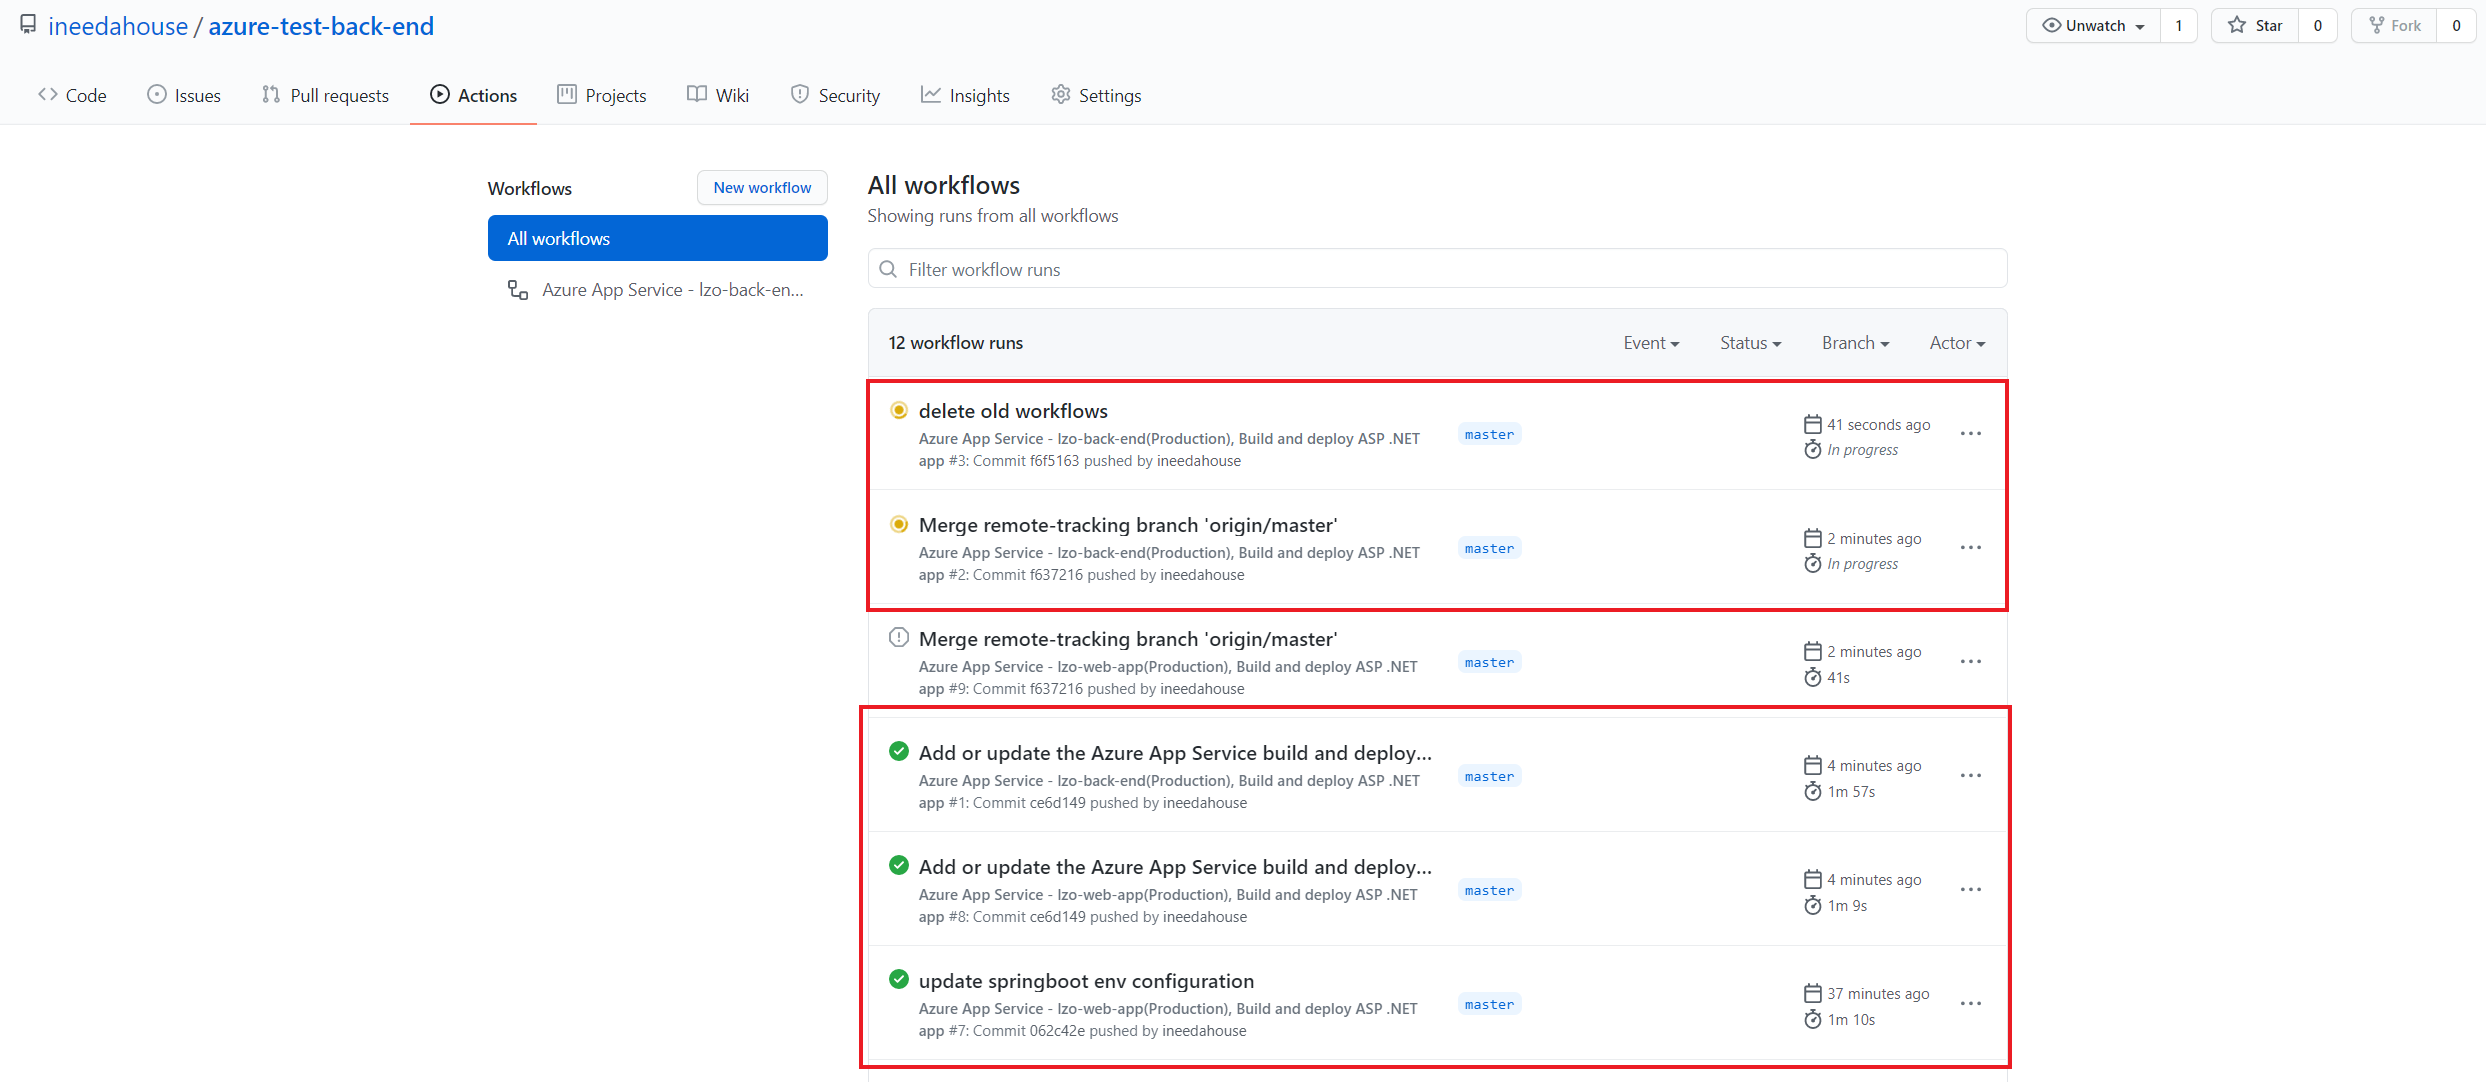 ineedahouse / azure-test-back-end
Unwatch 1 Star 0 Fork 0
Code Issues Pull requests Actions Projects Wiki Security Insights Settings
Workflows
New workflow
All workflows
Azure App Service - lzo-back-en...
All workflows
Showing runs from all workflows
Filter workflow runs
12 workflow runs
Event Status Branch Actor
delete old workflows
Azure App Service - lzo-back-end(Production), Build and deploy ASP .NET
app #3: Commit f6f5163 pushed by ineedahouse
master
41 seconds ago
In progress
Merge remote-tracking branch 'origin/master'
Azure App Service - lzo-back-end(Production), Build and deploy ASP .NET
app #2: Commit f637216 pushed by ineedahouse
master
2 minutes ago
In progress
Merge remote-tracking branch 'origin/master'
Azure App Service - lzo-web-app(Production), Build and deploy ASP .NET
app #9: Commit f637216 pushed by ineedahouse
master
2 minutes ago
41s
Add or update the Azure App Service build and deploy...
Azure App Service - lzo-back-end(Production), Build and deploy ASP .NET
app #1: Commit ce6d149 pushed by ineedahouse
master
4 minutes ago
1m 57s
Add or update the Azure App Service build and deploy...
Azure App Service - lzo-web-app(Production), Build and deploy ASP .NET
app #8: Commit ce6d149 pushed by ineedahouse
master
4 minutes ago
1m 9s
update springboot env configuration
Azure App Service - lzo-web-app(Production), Build and deploy ASP .NET
app #7: Commit 062c42e pushed by ineedahouse
master
37 minutes ago
1m 10s